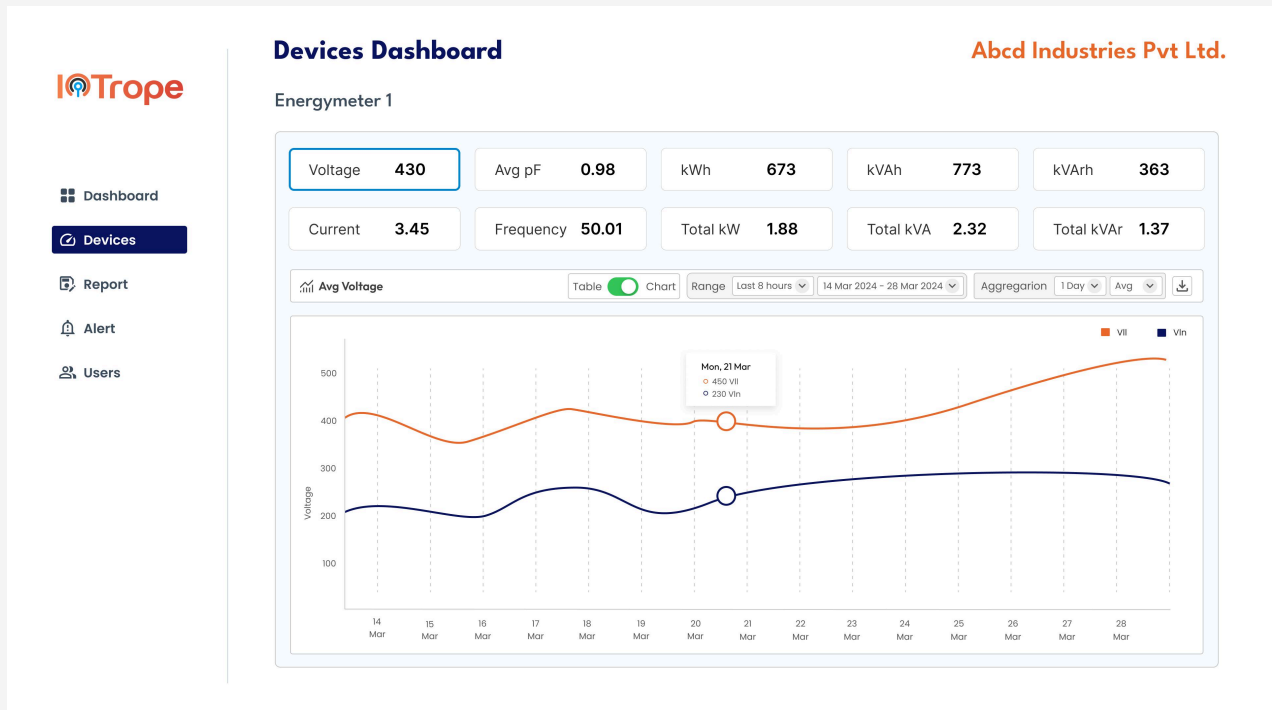 Devices Dashboard
Abcd Industries Pvt Ltd.
IOTrope
Energymeter 1
Dashboard
Devices
Report
Alert
Users
Voltage 430
Avg pF 0.98
kWh 673
kVAh 773
kVArh 363
Current 3.45
Frequency 50.01
Total kW 1.88
Total kVA 2.32
Total kVAr 1.37
Avg Voltage
Table Chart
Range Last 8 hours 14 Mar 2024 - 28 Mar 2024
Aggregarion 1 Day Avg
Vll Vln
Mon, 21 Mar
450 Vll
230 Vln
500
400
300
200
100
Voltage
14 Mar
15 Mar
16 Mar
17 Mar
18 Mar
19 Mar
20 Mar
21 Mar
22 Mar
23 Mar
24 Mar
25 Mar
26 Mar
27 Mar
28 Mar